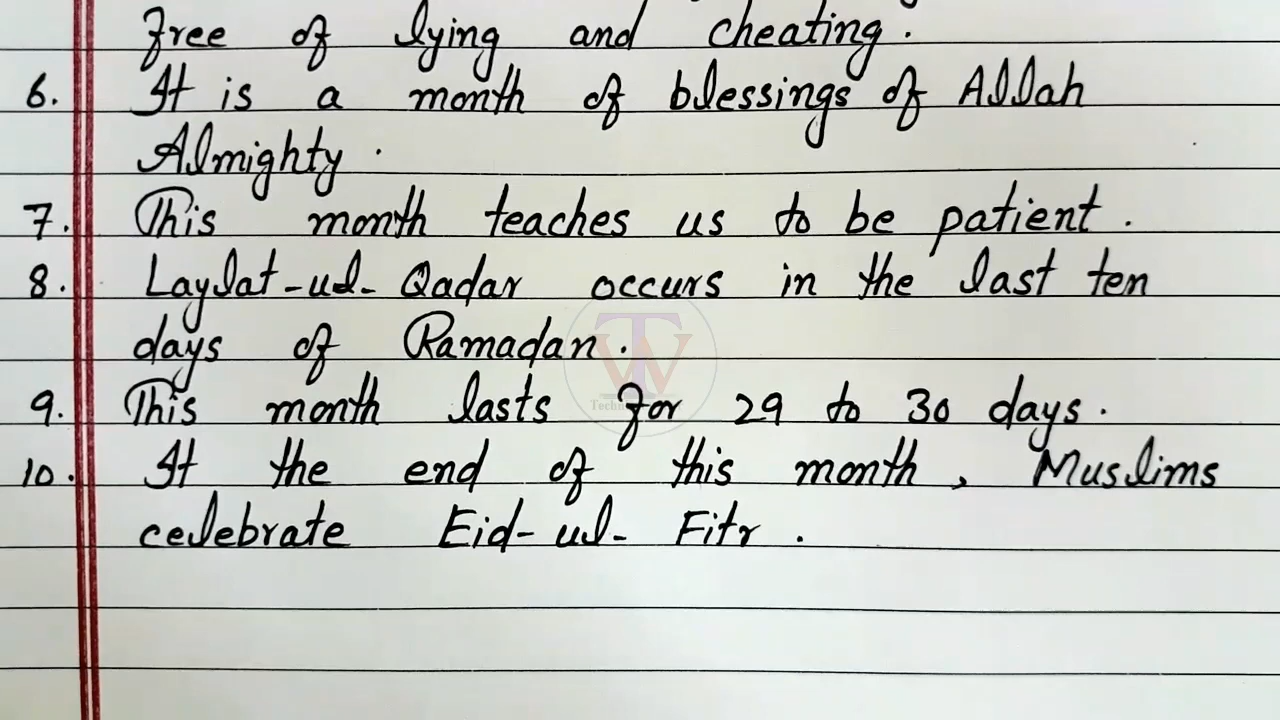 free of lying and cheating.
6. It is a month of blessings of Allah
Almighty.
7. This month teaches us to be patient.
8. Laylat-ul-Qadar occurs in the last ten
days of Ramadan.
9. This month lasts for 29 to 30 days.
10. It the end of this month, Muslims
celebrate Eid-ul-Fitr.